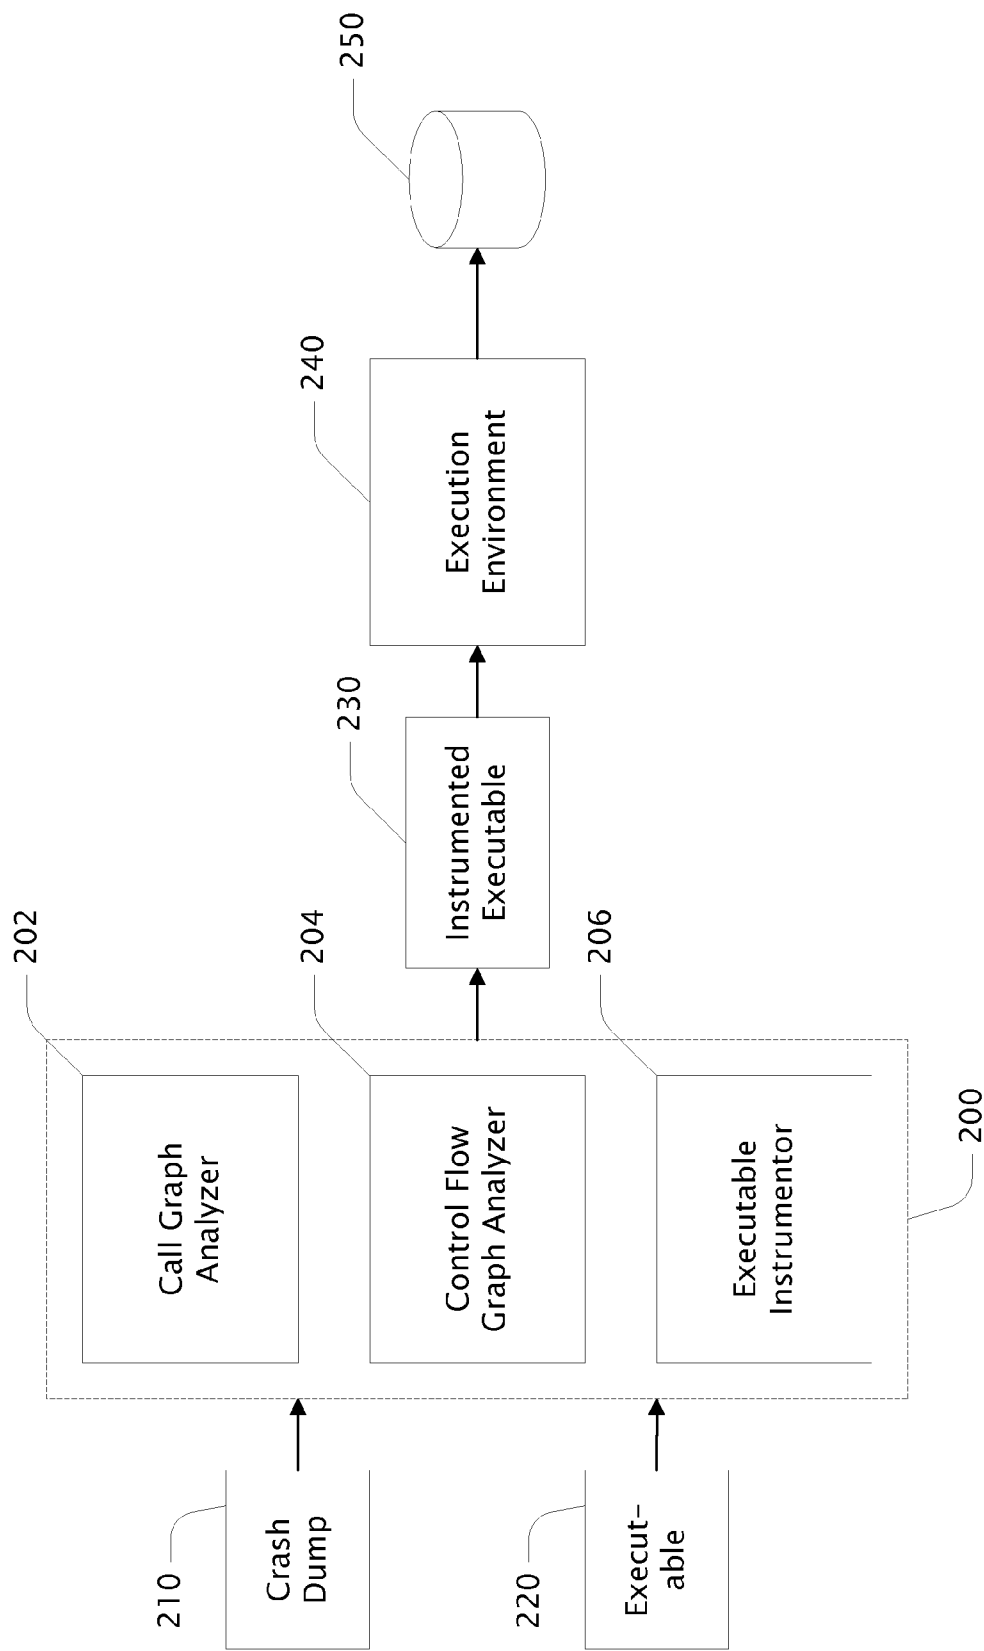 202
Call Graph
Analyzer
210
Crash
Dump
204
Control Flow
Graph Analyzer
220
Execut-
able
206
Executable
Instrumentor
200
230
Instrumented
Executable
240
Execution
Environment
250